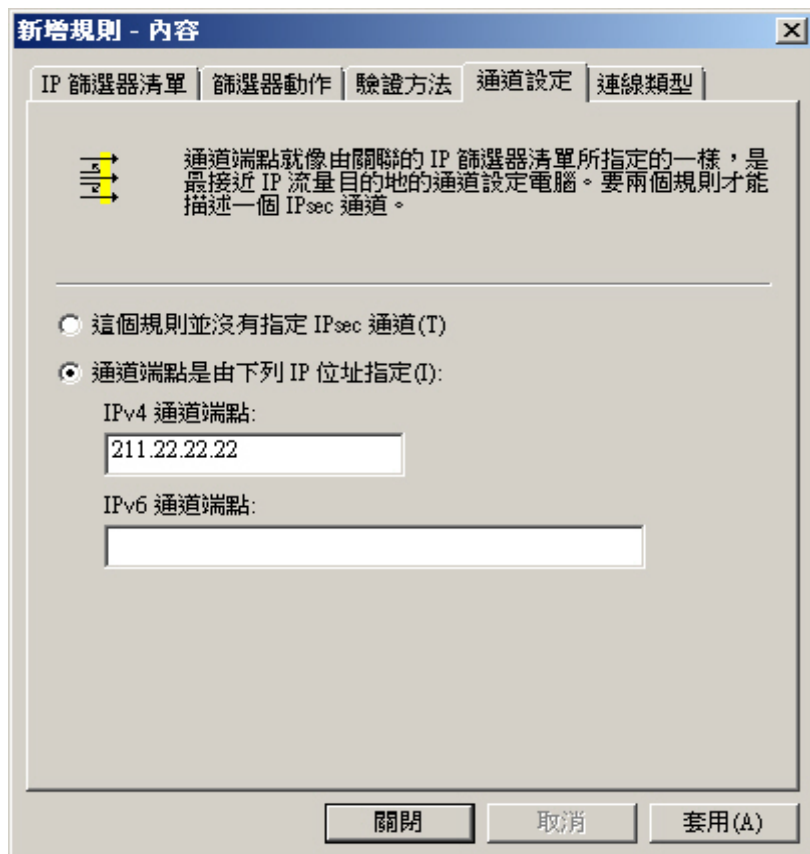 新增規則 - 內容
IP 篩選器清單 篩選器動作 驗證方法 通道設定 連線類型
通道端點就像由關聯的 IP 篩選器清單所指定的一樣，是
最接近 IP 流量目的地的通道設定電腦。要兩個規則才能
描述一個 IPsec 通道。
這個規則並沒有指定 IPsec 通道(T)
通道端點是由下列 IP 位址指定(I):
IPv4 通道端點:
211.22.22.22
IPv6 通道端點:
關閉 取消 套用(A)